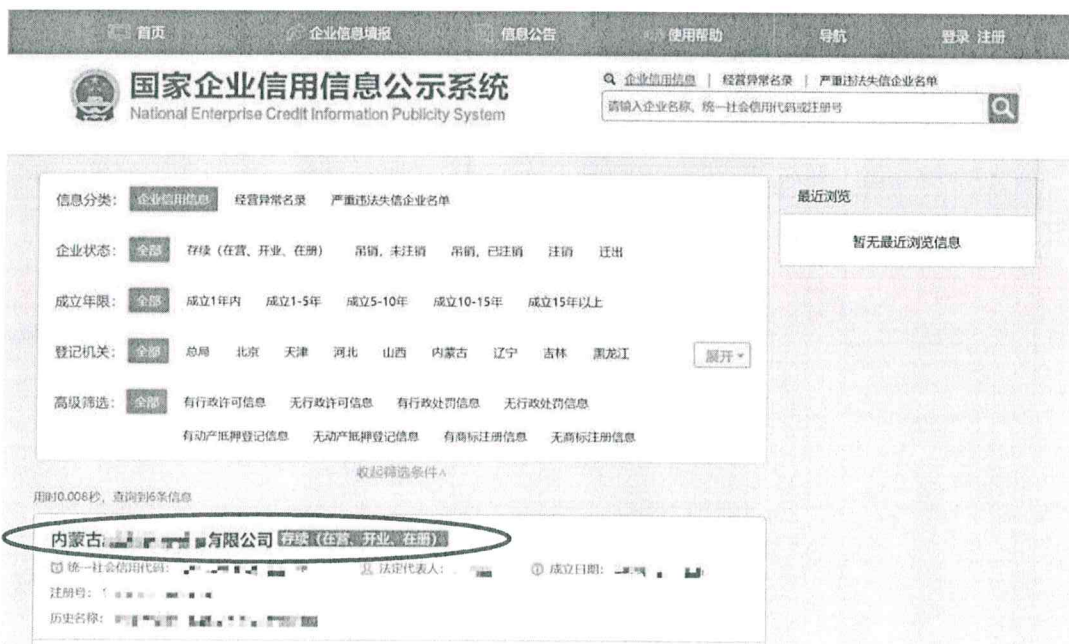 首页 企业信息填报 信息公告 使用帮助 导航 登录 注册
国家企业信用信息公示系统
National Enterprise Credit Information Publicity System
企业信用信息 | 经营异常名录 | 严重违法失信企业名单
请输入企业名称、统一社会信用代码或注册号
信息分类: 企业信用信息 经营异常名录 严重违法失信企业名单
企业状态: 全部 存续（在营、开业、在册） 吊销，未注销 吊销，已注销 注销 迁出
成立年限: 全部 成立1年内 成立1-5年 成立5-10年 成立10-15年 成立15年以上
登记机关: 全部 总局 北京 天津 河北 山西 内蒙古 辽宁 吉林 黑龙江 展开
高级筛选: 全部 有行政许可信息 无行政许可信息 有行政处罚信息 无行政处罚信息
有动产抵押登记信息 无动产抵押登记信息 有商标注册信息 无商标注册信息
收起筛选条件
最近浏览
暂无最近浏览信息
用时0.008秒，查询到6条信息
内蒙古 有限公司 存续（在营、开业、在册）
统一社会信用代码: 法定代表人: 成立日期:
注册号:
历史名称: